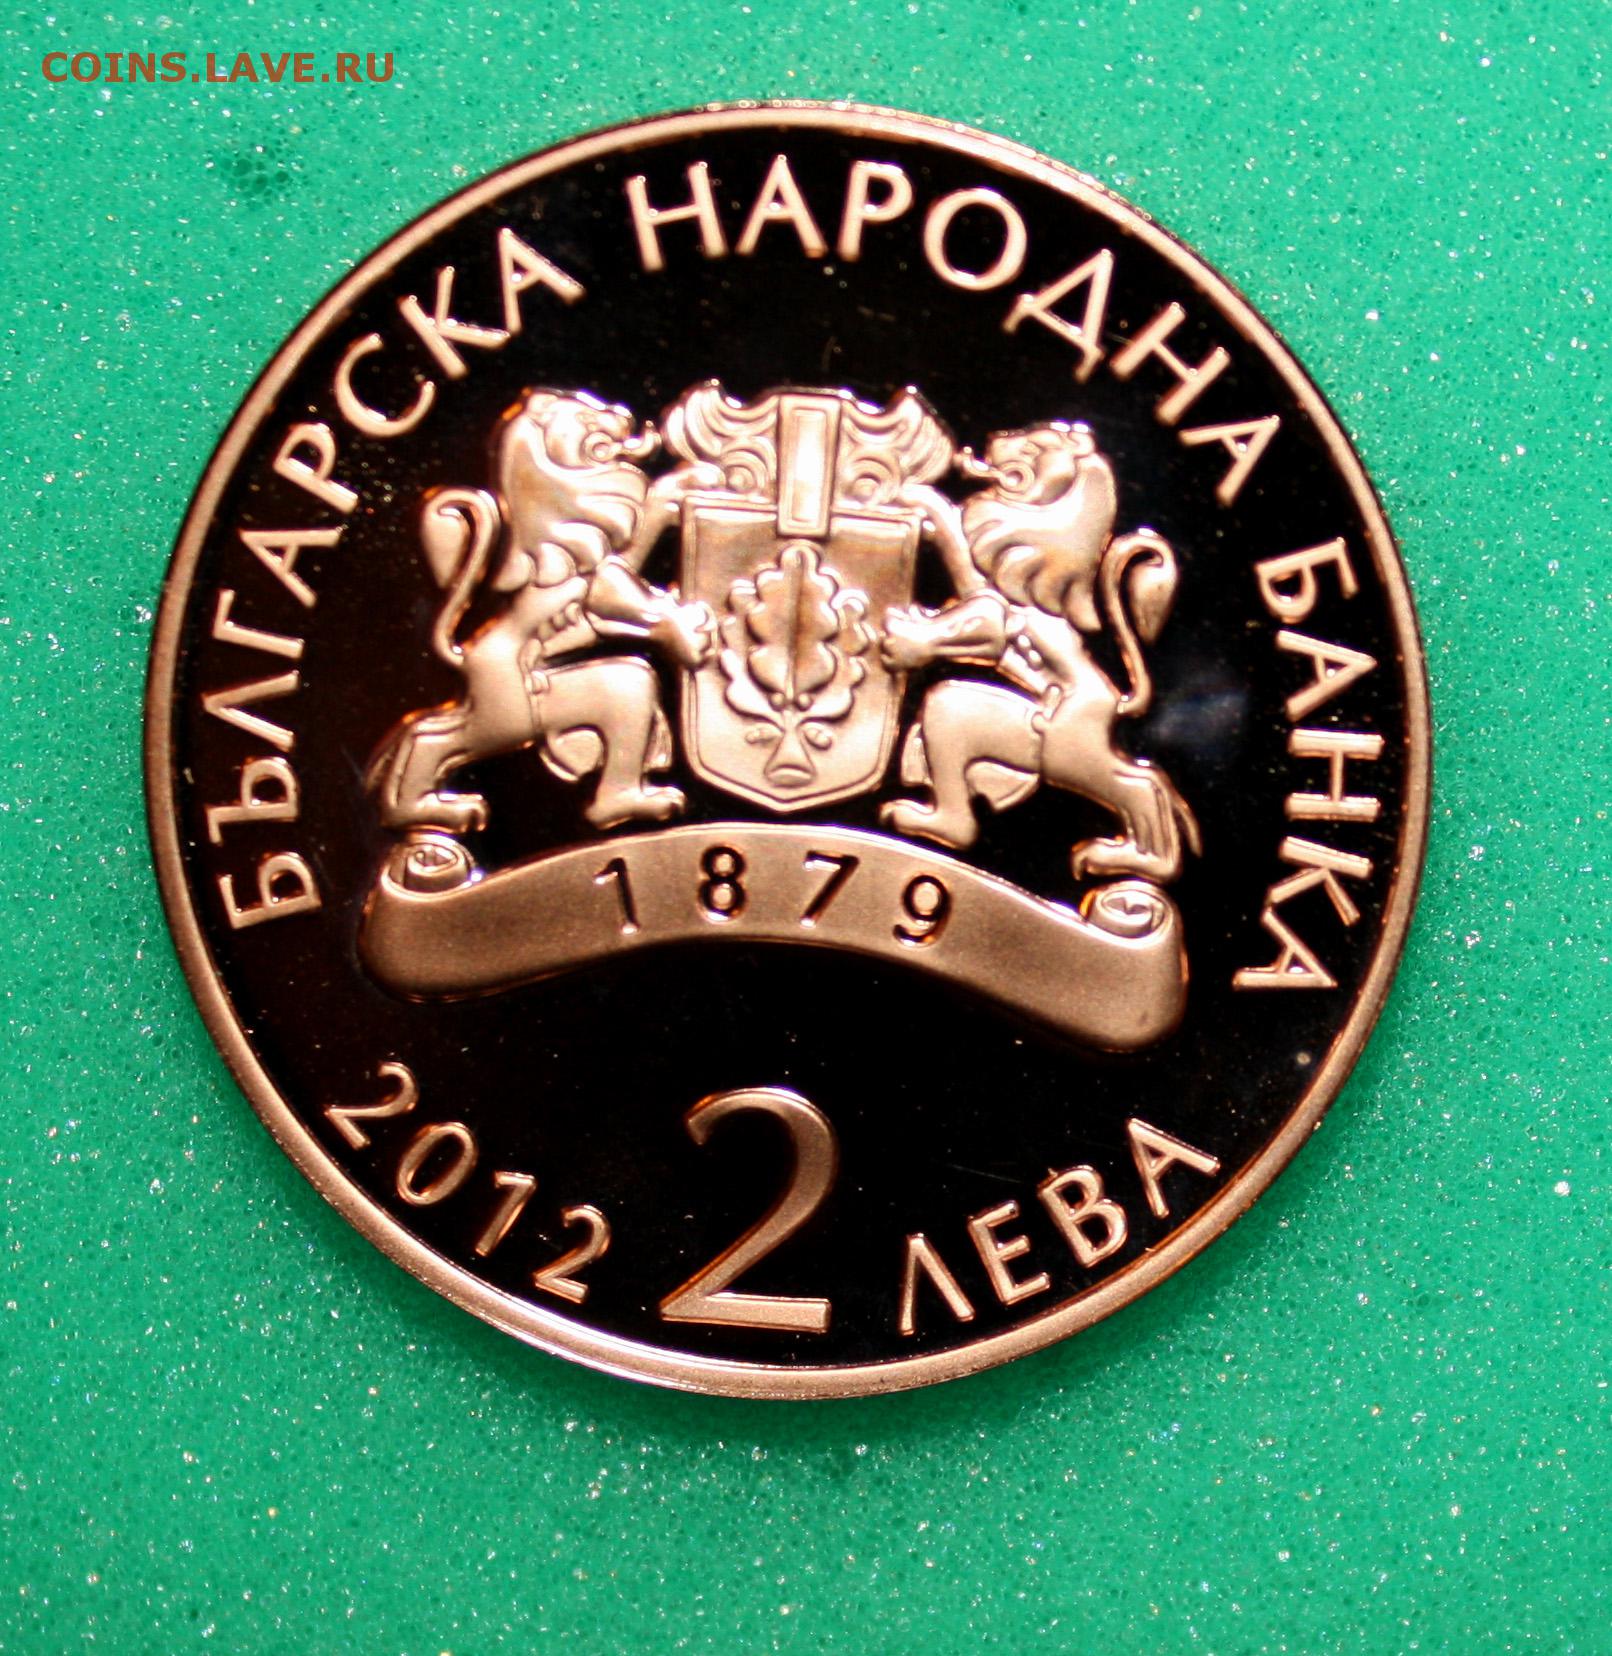 COINS.LAVE.RU
БЪЛГАРСКА НАРОДНА БАНКА
1879
2012 2 ЛЕВА